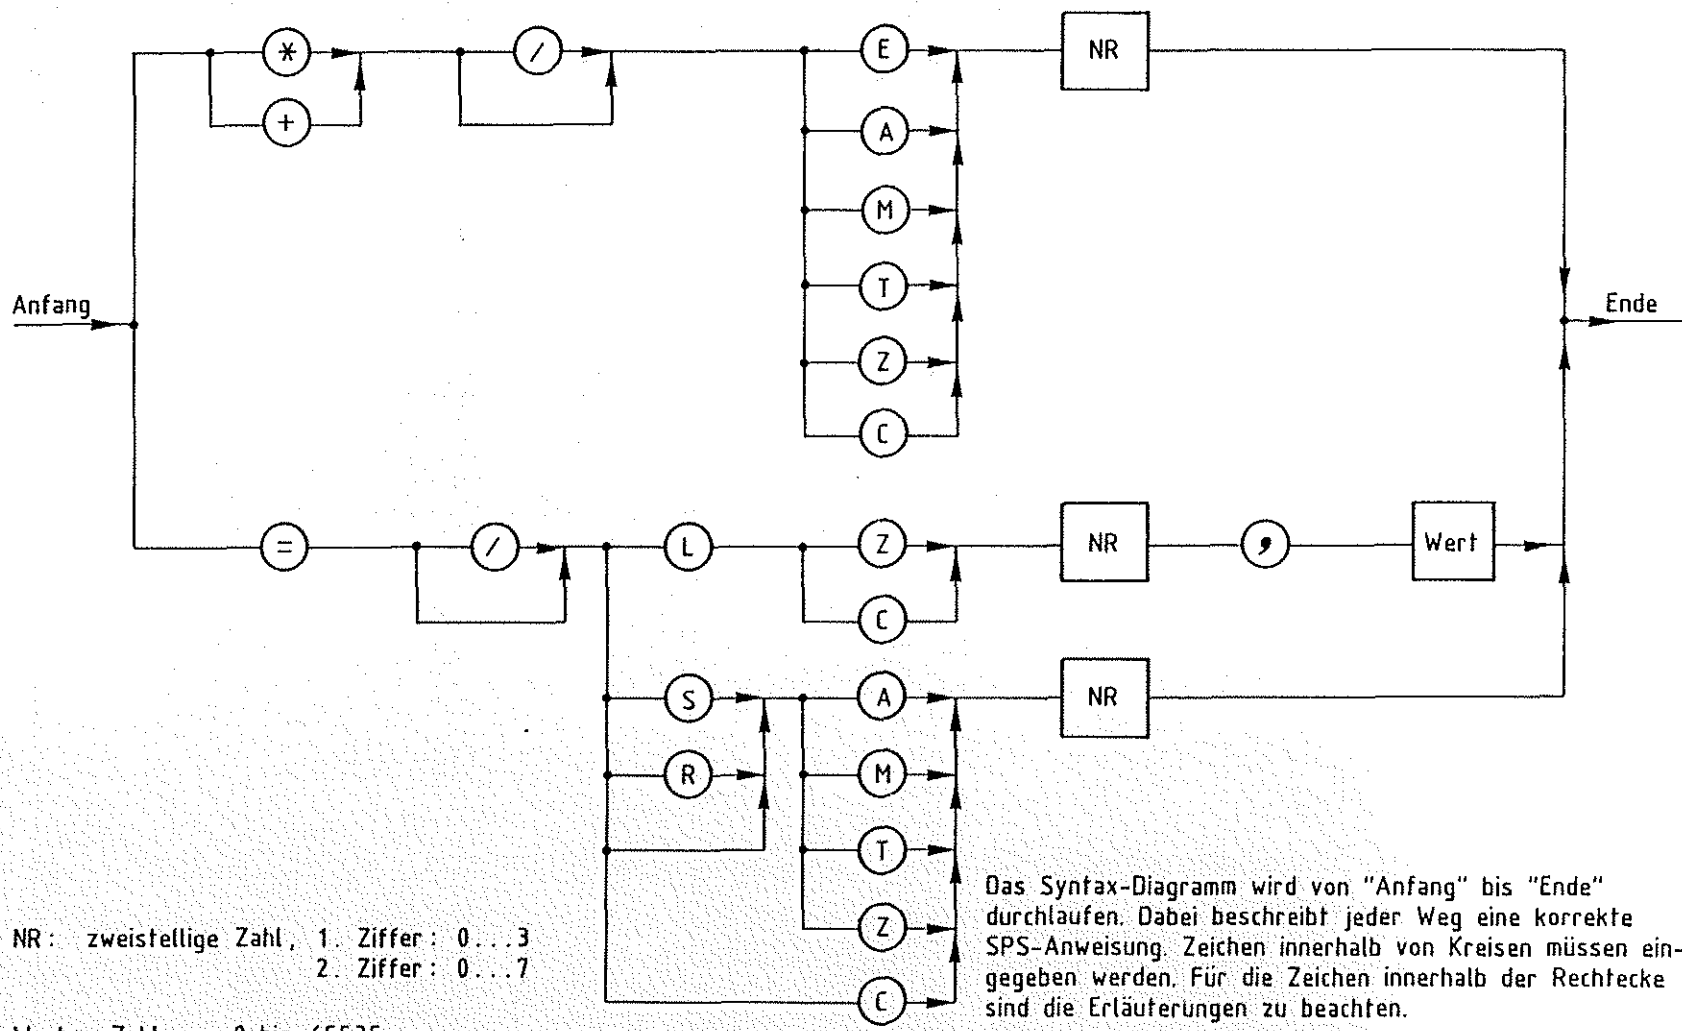 * / E NR
+ A
M
T
Anfang Ende
Z
C
= / L Z NR , Wert
C
S A NR
R M
T
Das Syntax-Diagramm wird von "Anfang" bis "Ende"
durchlaufen. Dabei beschreibt jeder Weg eine korrekte
SPS-Anweisung. Zeichen innerhalb von Kreisen müssen ein-
gegeben werden. Für die Zeichen innerhalb der Rechtecke
sind die Erläuterungen zu beachten.
Z
C
NR: zweistellige Zahl, 1. Ziffer: 0...3
2. Ziffer: 0...7